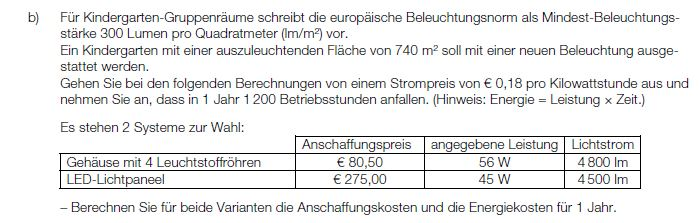 b) Für Kindergarten-Gruppenräume schreibt die europäische Beleuchtungsnorm als Mindest-Beleuchtungs-
stärke 300 Lumen pro Quadratmeter (lm/m²) vor.
Ein Kindergarten mit einer auszuleuchtenden Fläche von 740 m² soll mit einer neuen Beleuchtung ausge-
stattet werden.
Gehen Sie bei den folgenden Berechnungen von einem Strompreis von € 0,18 pro Kilowattstunde aus und
nehmen Sie an, dass in 1 Jahr 1 200 Betriebsstunden anfallen. (Hinweis: Energie = Leistung × Zeit.)
Es stehen 2 Systeme zur Wahl:
Anschaffungspreis angegebene Leistung Lichtstrom
Gehäuse mit 4 Leuchtstoffröhren € 80,50 56 W 4 800 lm
LED-Lichtpaneel € 275,00 45 W 4 500 lm
– Berechnen Sie für beide Varianten die Anschaffungskosten und die Energiekosten für 1 Jahr.